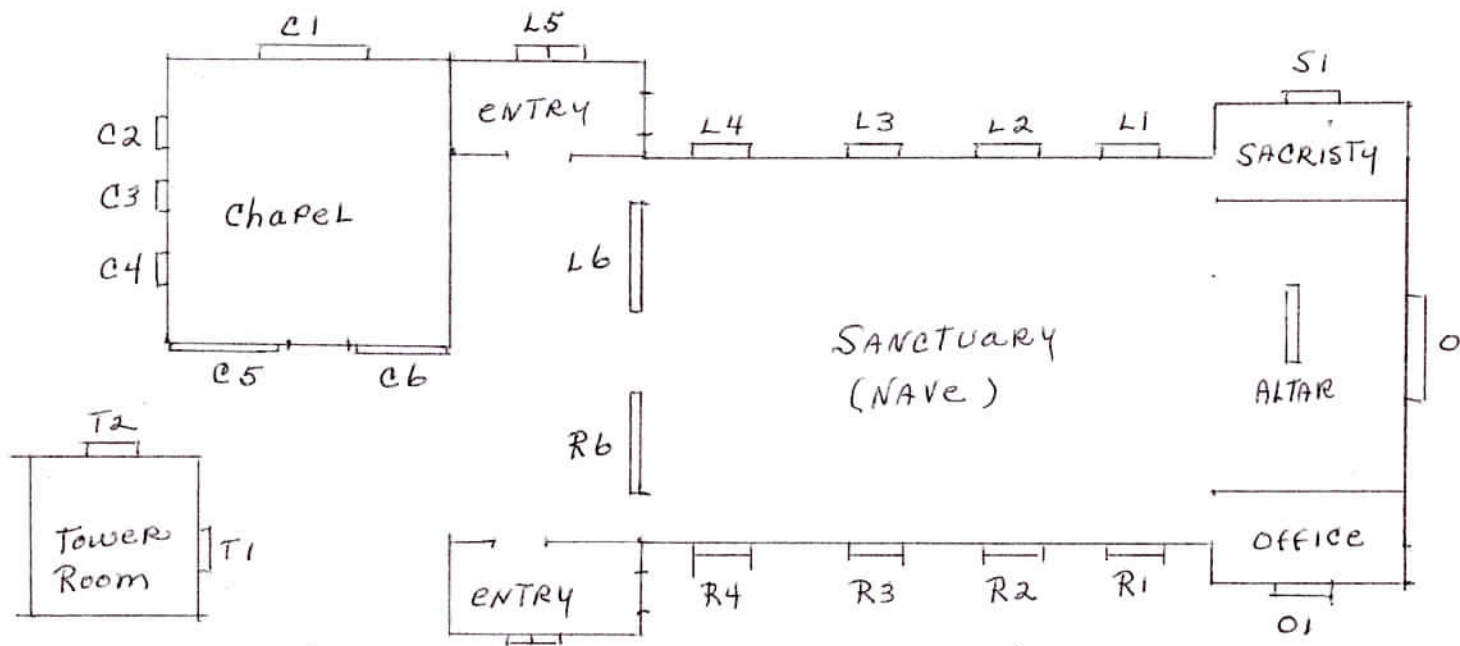 C1
L5
S1
ENTRY
C2
L4
L3
L2
L1
SACRISTY
C3
ChAPeL
C4
L6
SANCTUARY
(NAVe)
O
ALTAR
C5
C6
T2
R6
TOWER
ROOM
T1
OFFICE
ENTRY
R4
R3
R2
R1
O1